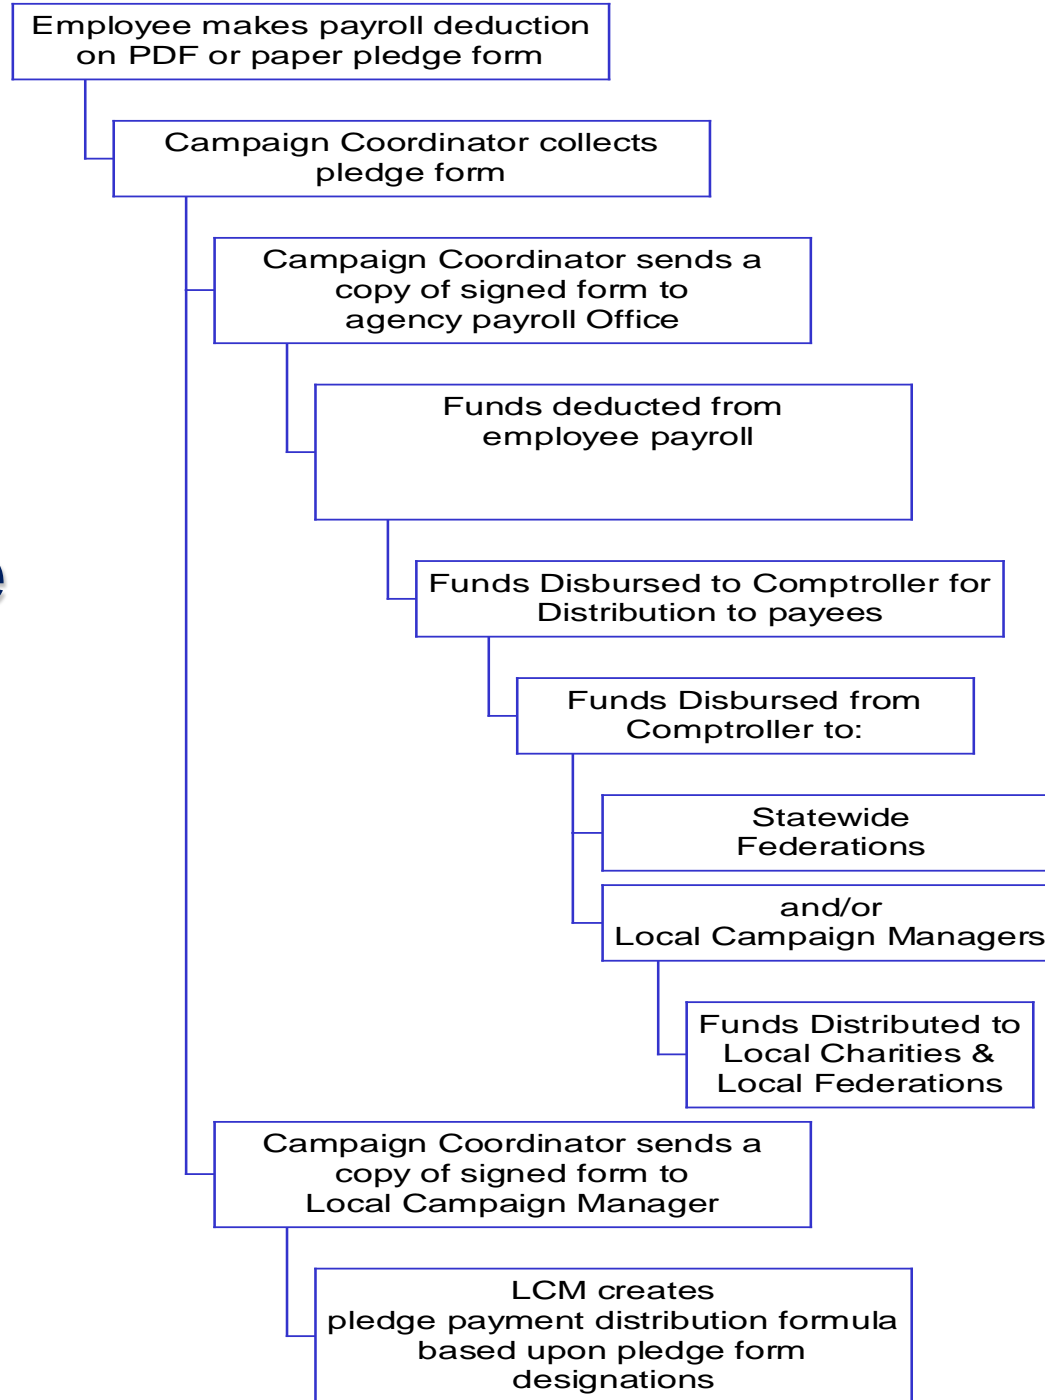 Employee makes payroll deduction
on PDF or paper pledge form
Campaign Coordinator collects
pledge form
Campaign Coordinator sends a
copy of signed form to
agency payroll Office
Funds deducted from
employee payroll
Funds Disbursed to Comptroller for
Distribution to payees
Funds Disbursed from
Comptroller to:
Statewide
Federations
and/or
Local Campaign Managers
Funds Distributed to
Local Charities &
Local Federations
Campaign Coordinator sends a
copy of signed form to
Local Campaign Manager
LCM creates
pledge payment distribution formula
based upon pledge form
designations